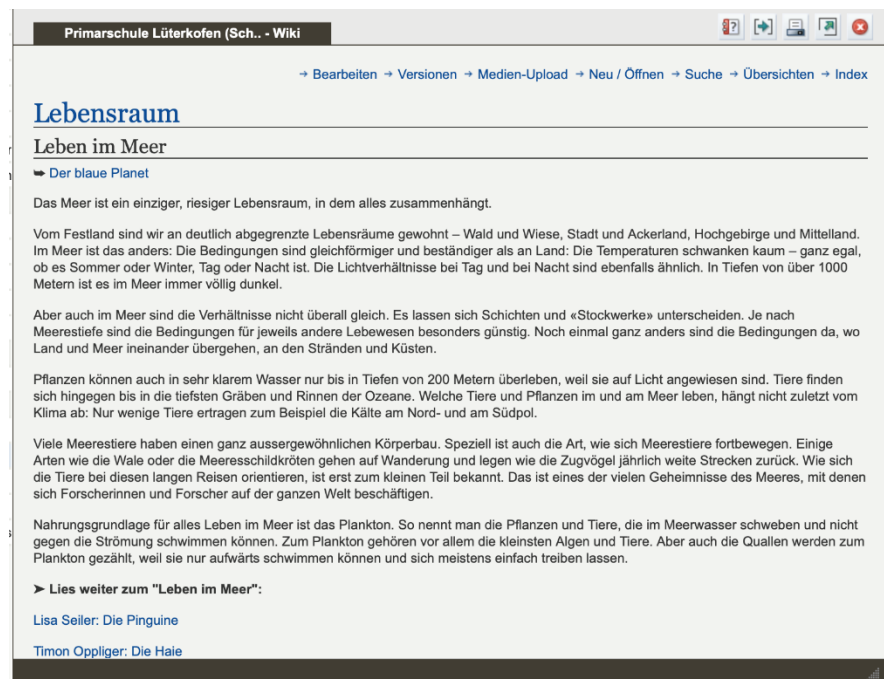 Primarschule Lüterkofen (Sch.. - Wiki
→ Bearbeiten → Versionen → Medien-Upload → Neu / Öffnen → Suche → Übersichten → Index
Lebensraum
Leben im Meer
➥ Der blaue Planet
Das Meer ist ein einziger, riesiger Lebensraum, in dem alles zusammenhängt.
Vom Festland sind wir an deutlich abgegrenzte Lebensräume gewohnt – Wald und Wiese, Stadt und Ackerland, Hochgebirge und Mittelland.
Im Meer ist das anders: Die Bedingungen sind gleichförmiger und beständiger als an Land: Die Temperaturen schwanken kaum – ganz egal,
ob es Sommer oder Winter, Tag oder Nacht ist. Die Lichtverhältnisse bei Tag und bei Nacht sind ebenfalls ähnlich. In Tiefen von über 1000
Metern ist es im Meer immer völlig dunkel.
Aber auch im Meer sind die Verhältnisse nicht überall gleich. Es lassen sich Schichten und «Stockwerke» unterscheiden. Je nach
Meerestiefe sind die Bedingungen für jeweils andere Lebewesen besonders günstig. Noch einmal ganz anders sind die Bedingungen da, wo
Land und Meer ineinander übergehen, an den Stränden und Küsten.
Pflanzen können auch in sehr klarem Wasser nur bis in Tiefen von 200 Metern überleben, weil sie auf Licht angewiesen sind. Tiere finden
sich hingegen bis in die tiefsten Gräben und Rinnen der Ozeane. Welche Tiere und Pflanzen im und am Meer leben, hängt nicht zuletzt vom
Klima ab: Nur wenige Tiere ertragen zum Beispiel die Kälte am Nord- und am Südpol.
Viele Meerestiere haben einen ganz aussergewöhnlichen Körperbau. Speziell ist auch die Art, wie sich Meerestiere fortbewegen. Einige
Arten wie die Wale oder die Meeresschildkröten gehen auf Wanderung und legen wie die Zugvögel jährlich weite Strecken zurück. Wie sich
die Tiere bei diesen langen Reisen orientieren, ist erst zum kleinen Teil bekannt. Das ist eines der vielen Geheimnisse des Meeres, mit denen
sich Forscherinnen und Forscher auf der ganzen Welt beschäftigen.
Nahrungsgrundlage für alles Leben im Meer ist das Plankton. So nennt man die Pflanzen und Tiere, die im Meerwasser schweben und nicht
gegen die Strömung schwimmen können. Zum Plankton gehören vor allem die kleinsten Algen und Tiere. Aber auch die Quallen werden zum
Plankton gezählt, weil sie nur aufwärts schwimmen können und sich meistens einfach treiben lassen.
➤ Lies weiter zum "Leben im Meer":
Lisa Seiler: Die Pinguine
Timon Oppliger: Die Haie